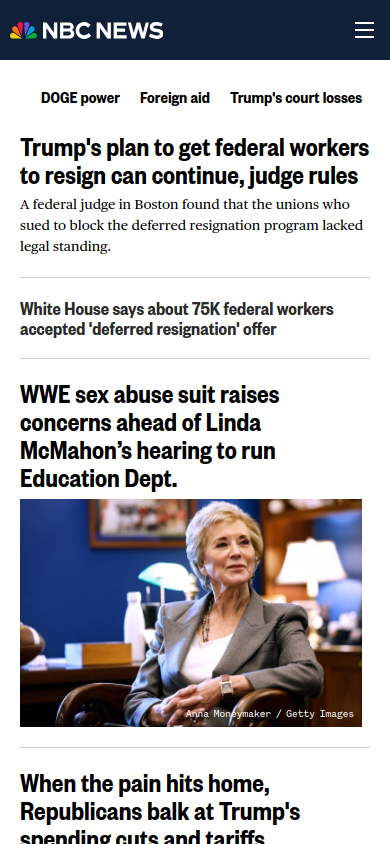 NBC NEWS
DOGE power Foreign aid Trump's court losses
Trump's plan to get federal workers
to resign can continue, judge rules
A federal judge in Boston found that the unions who
sued to block the deferred resignation program lacked
legal standing.
White House says about 75K federal workers
accepted 'deferred resignation' offer
WWE sex abuse suit raises
concerns ahead of Linda
McMahon’s hearing to run
Education Dept.
Anna Moneymaker / Getty Images
When the pain hits home,
Republicans balk at Trump's
spending cuts and tariffs